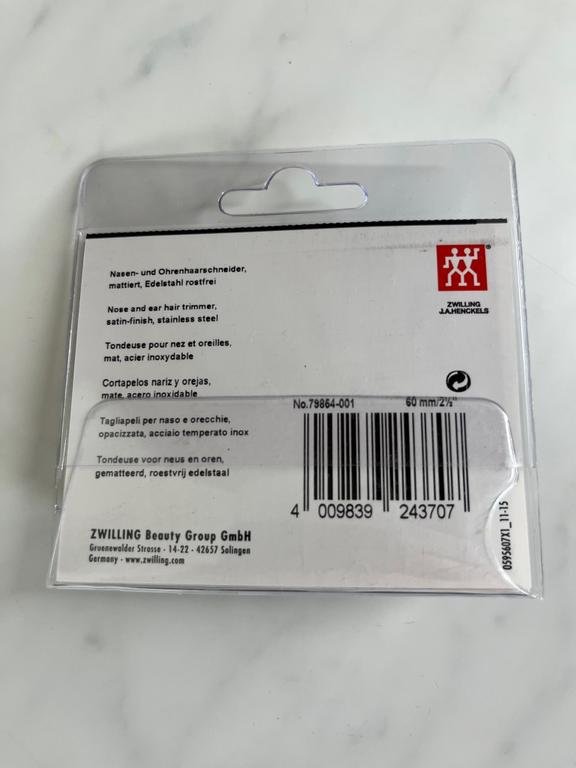 Nasen- und Ohrenhaarschneider,
mattiert, Edelstahl rostfrei
Nose and ear hair trimmer,
satin-finish, stainless steel
Tondeuse pour nez et oreilles,
mat, acier inoxydable
Cortapelos nariz y orejas,
mate, acero inoxidable
Tagliapeli per naso e orecchie,
opacizzata, acciaio temperato inox
Tondeuse voor neus en oren,
gematteerd, roestvrij edelstaal
ZWILLING Beauty Group GmbH
Gruenewalder Strasse · 14-22 · 42657 Solingen
Germany · www.zwilling.com
®
ZWILLING
J.A.HENCKELS
No.79864-001 60 mm/2½"
4 009839 243707
0595607X1_11-15